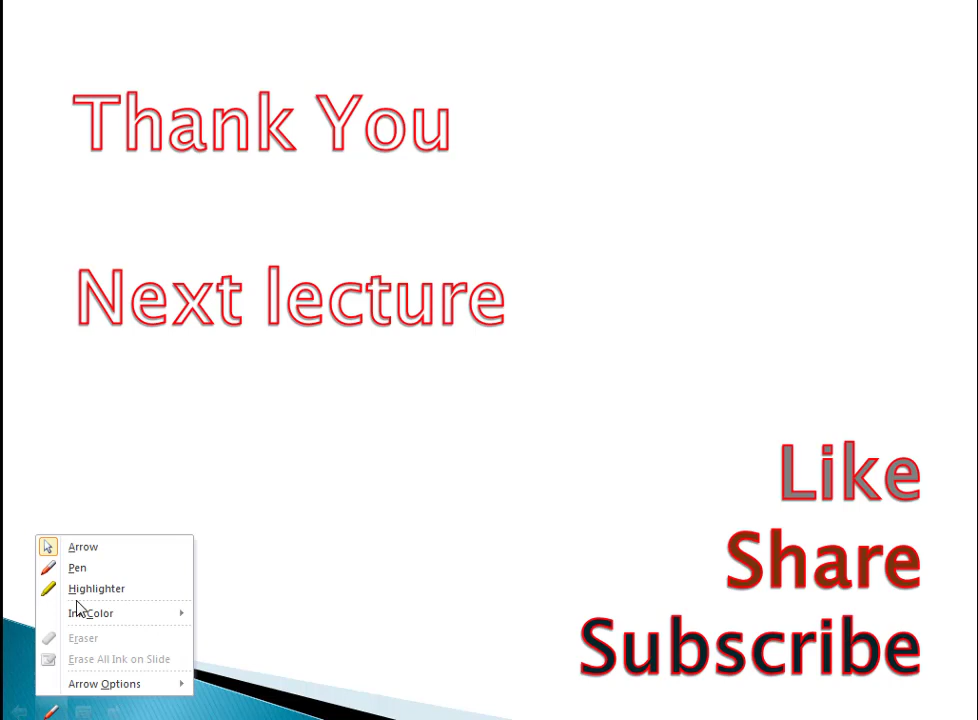 Thank You
Next lecture
Like
Share
Subscribe
Arrow
Pen
Highlighter
Ink Color
Eraser
Erase All Ink on Slide
Arrow Options